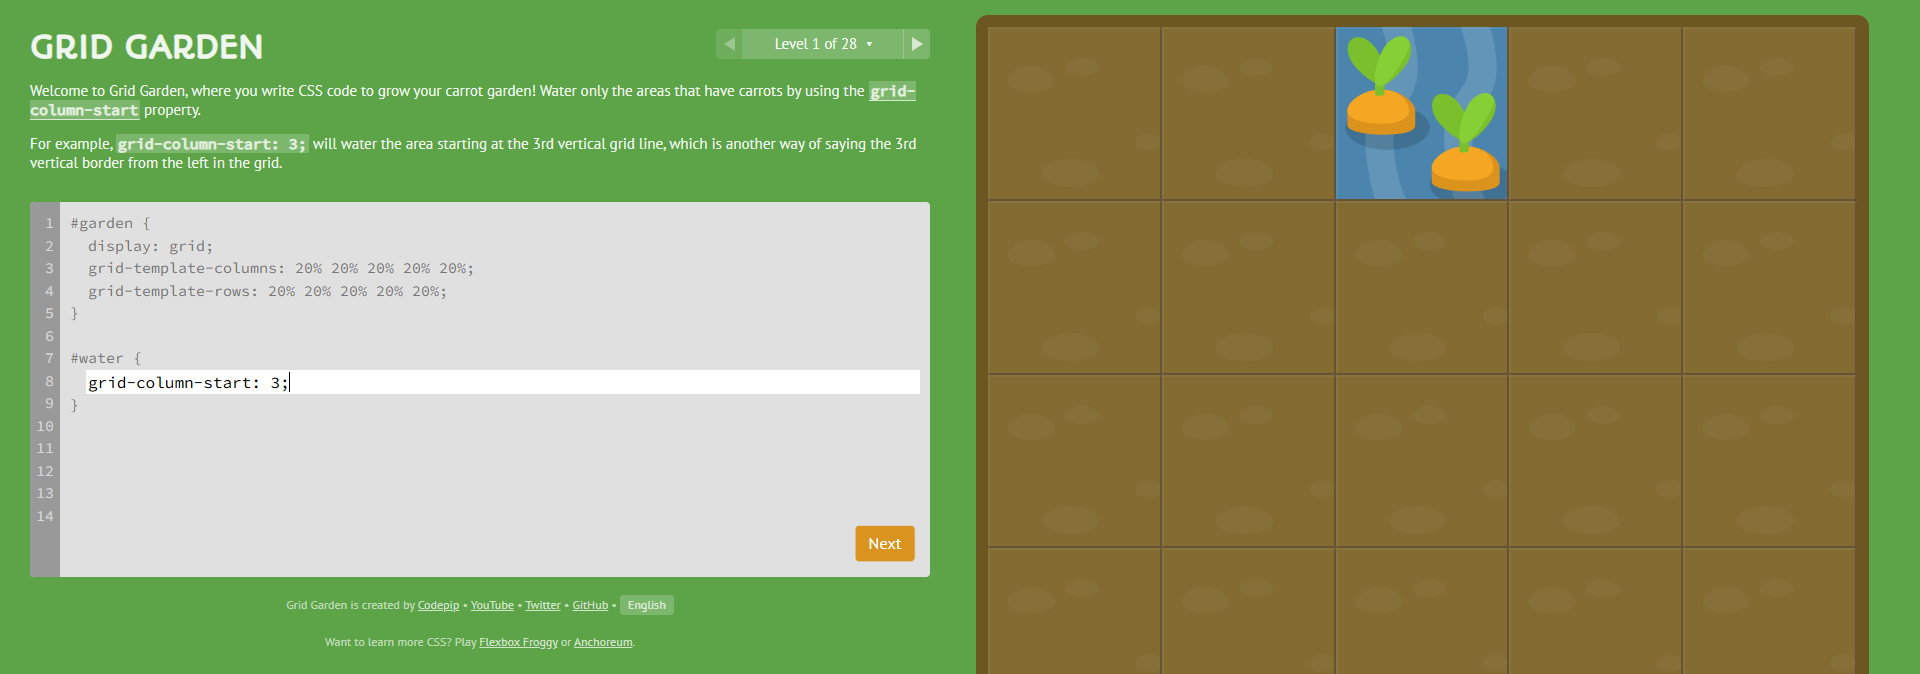 GRID GARDEN
Level 1 of 28 ▾
Welcome to Grid Garden, where you write CSS code to grow your carrot garden! Water only the areas that have carrots by using the grid-
column-start property.
For example, grid-column-start: 3; will water the area starting at the 3rd vertical grid line, which is another way of saying the 3rd
vertical border from the left in the grid.
1 #garden {
2 display: grid;
3 grid-template-columns: 20% 20% 20% 20% 20%;
4 grid-template-rows: 20% 20% 20% 20% 20%;
5 }
6
7 #water {
8 grid-column-start: 3;
9 }
10
11
12
13
14
Next
Grid Garden is created by Codepip • YouTube • Twitter • GitHub • English
Want to learn more CSS? Play Flexbox Froggy or Anchoreum.